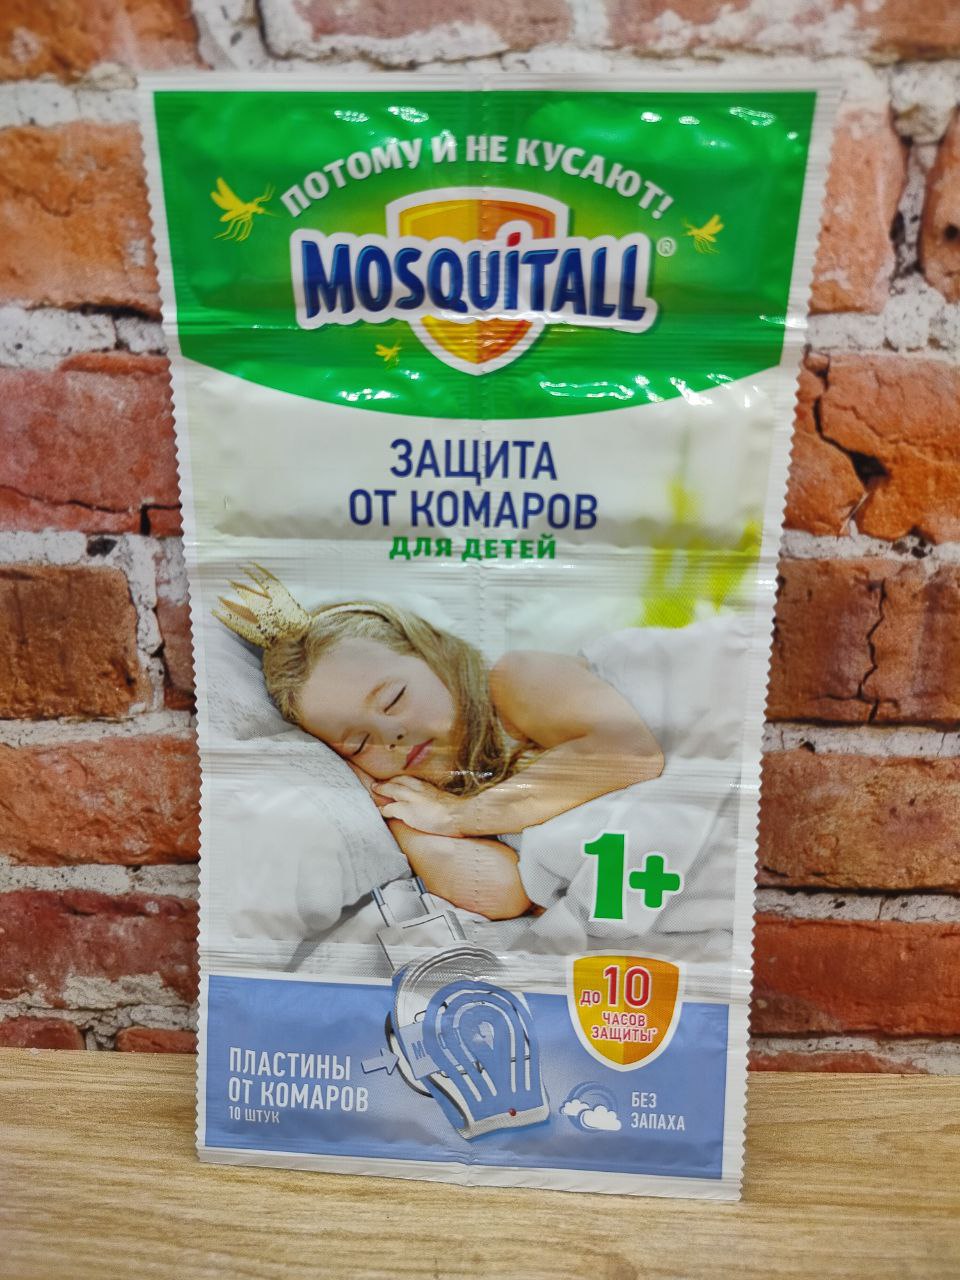 ПОТОМУ И НЕ КУСАЮТ!
MOSQUITALL®
ЗАЩИТА
ОТ КОМАРОВ
ДЛЯ ДЕТЕЙ
1+
ДО 10
ЧАСОВ
ЗАЩИТЫ*
ПЛАСТИНЫ
ОТ КОМАРОВ
10 ШТУК
БЕЗ
ЗАПАХА